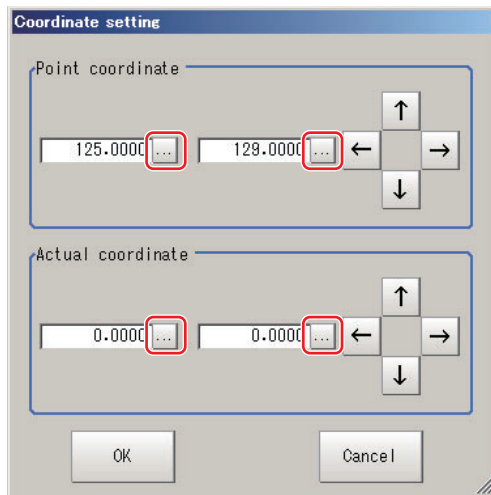 Coordinate setting
Point coordinate
↑
125.0000 ... 129.0000 ... ← →
↓
Actual coordinate
↑
0.0000 ... 0.0000 ... ← →
↓
OK Cancel